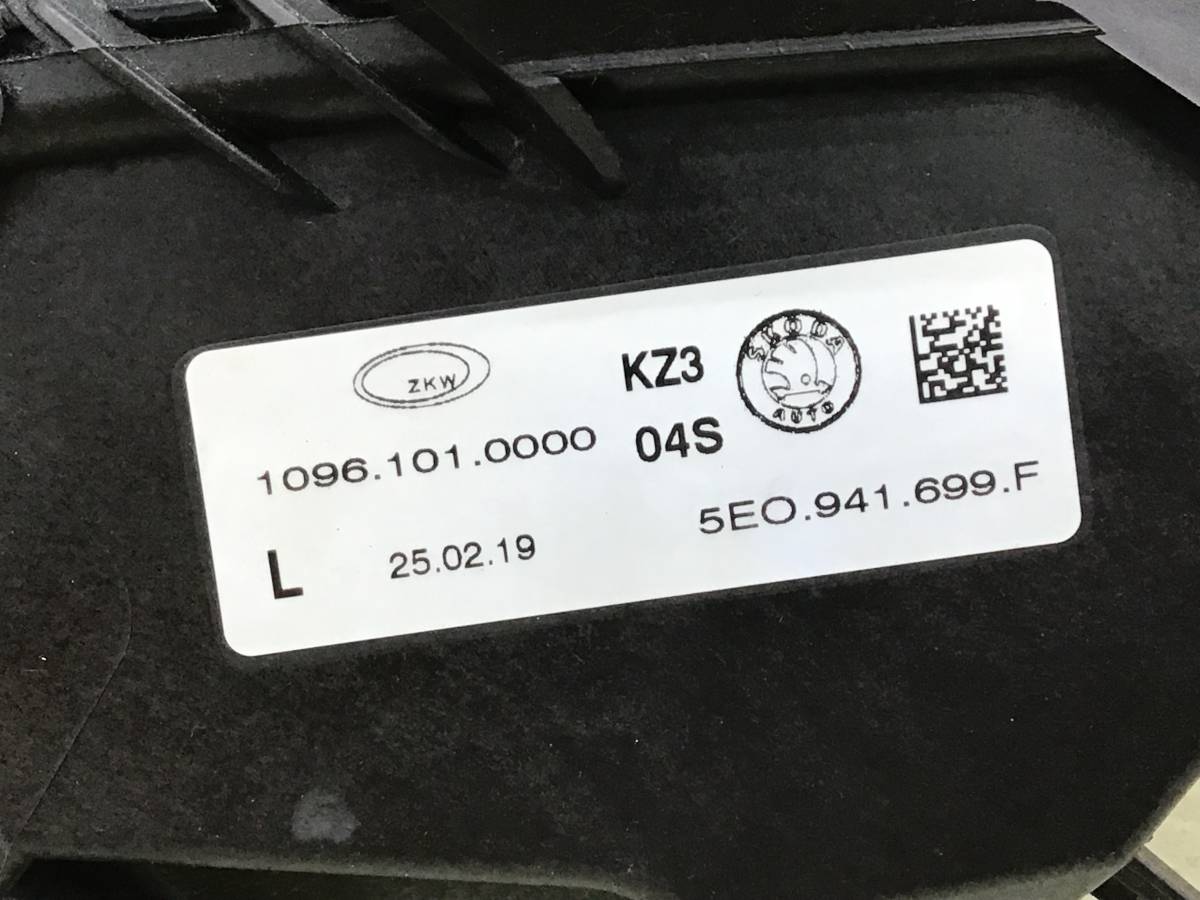 ZKW
KZ3
SKODA
AUTO
1096.101.0000
04S
5E0.941.699.F
L
25.02.19